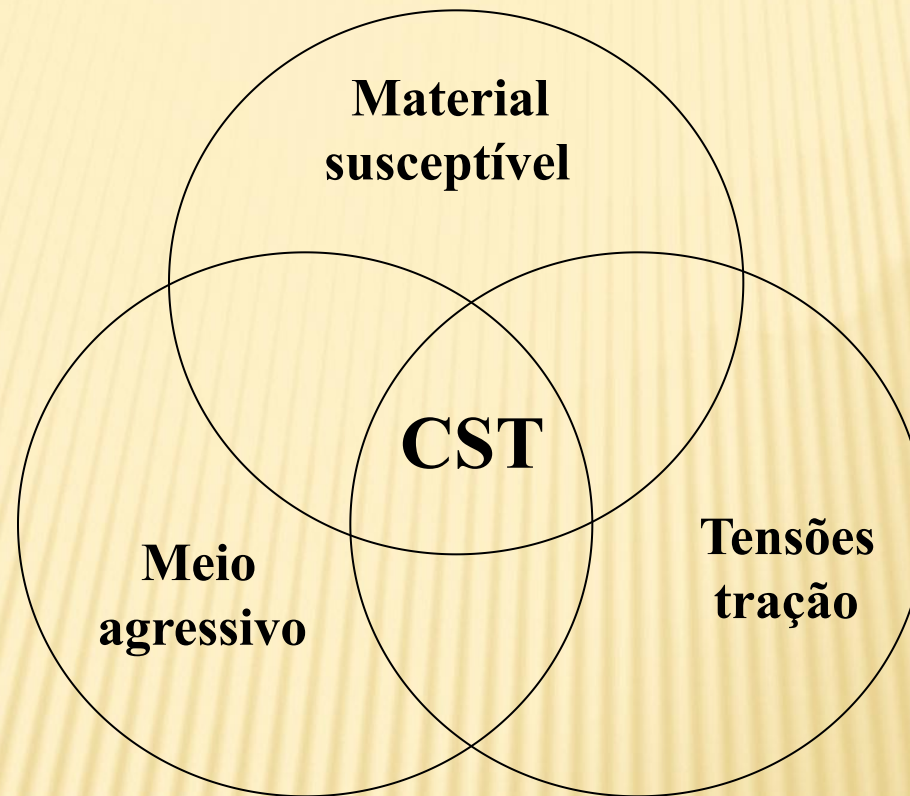 Material
susceptível
CST
Meio
agressivo
Tensões
tração